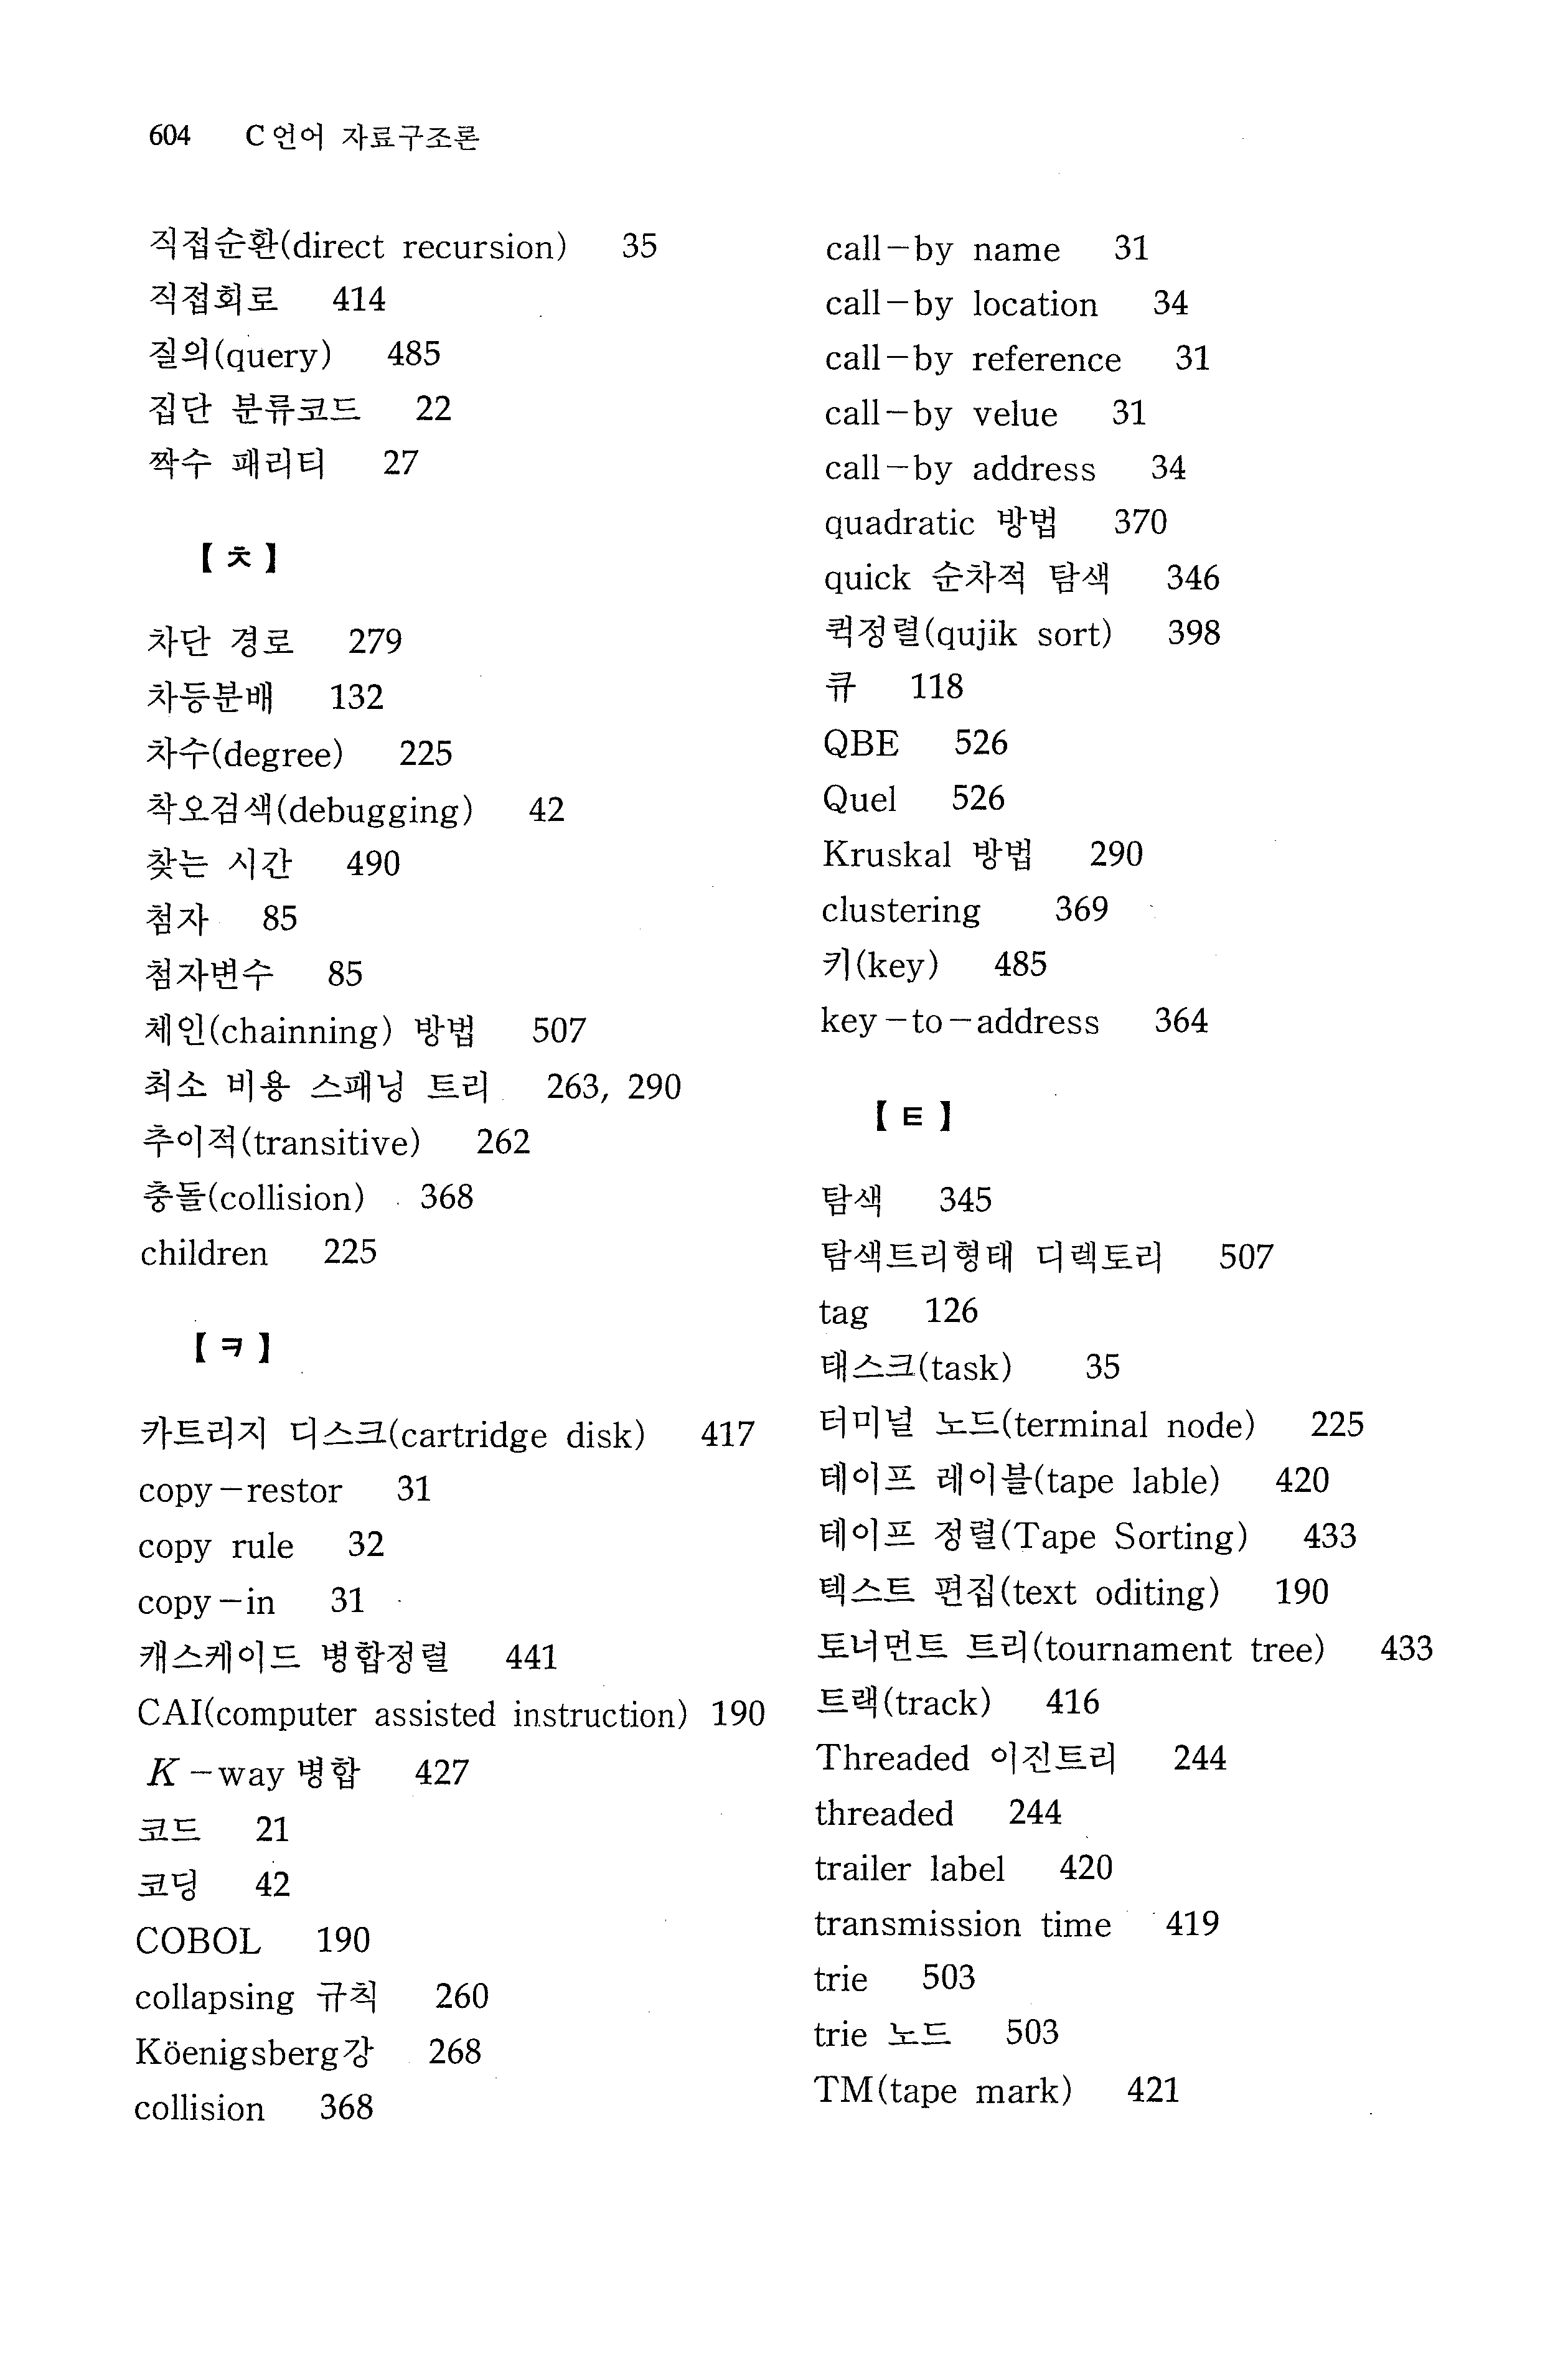 604 C언어 자료구조론
직접순환(direct recursion) 35
직접회로 414
질의(query) 485
집단 분류코드 22
짝수 패리티 27
【ㅊ】
차단 경로 279
차등분배 132
차수(degree) 225
착오검색(debugging) 42
찾는 시간 490
첨자 85
첨자변수 85
체인(chainning) 방법 507
최소 비용 스패닝 트리 263, 290
추이적(transitive) 262
충돌(collision) 368
children 225
【ㅋ】
카트리지 디스크(cartridge disk) 417
copy-restor 31
copy rule 32
copy-in 31
캐스케이드 병합정렬 441
CAI(computer assisted instruction) 190
K-way 병합 427
코드 21
코딩 42
COBOL 190
collapsing 규칙 260
Köenigsberg강 268
collision 368
call-by name 31
call-by location 34
call-by reference 31
call-by velue 31
call-by address 34
quadratic 방법 370
quick 순차적 탐색 346
퀵정렬(qujik sort) 398
큐 118
QBE 526
Quel 526
Kruskal 방법 290
clustering 369
키(key) 485
key-to-address 364
【ㅌ】
탐색 345
탐색트리형태 디렉토리 507
tag 126
태스크(task) 35
터미널 노드(terminal node) 225
테이프 레이블(tape lable) 420
테이프 정렬(Tape Sorting) 433
텍스트 편집(text oditing) 190
토너먼트 트리(tournament tree) 433
트랙(track) 416
Threaded 이진트리 244
threaded 244
trailer label 420
transmission time 419
trie 503
trie 노드 503
TM(tape mark) 421